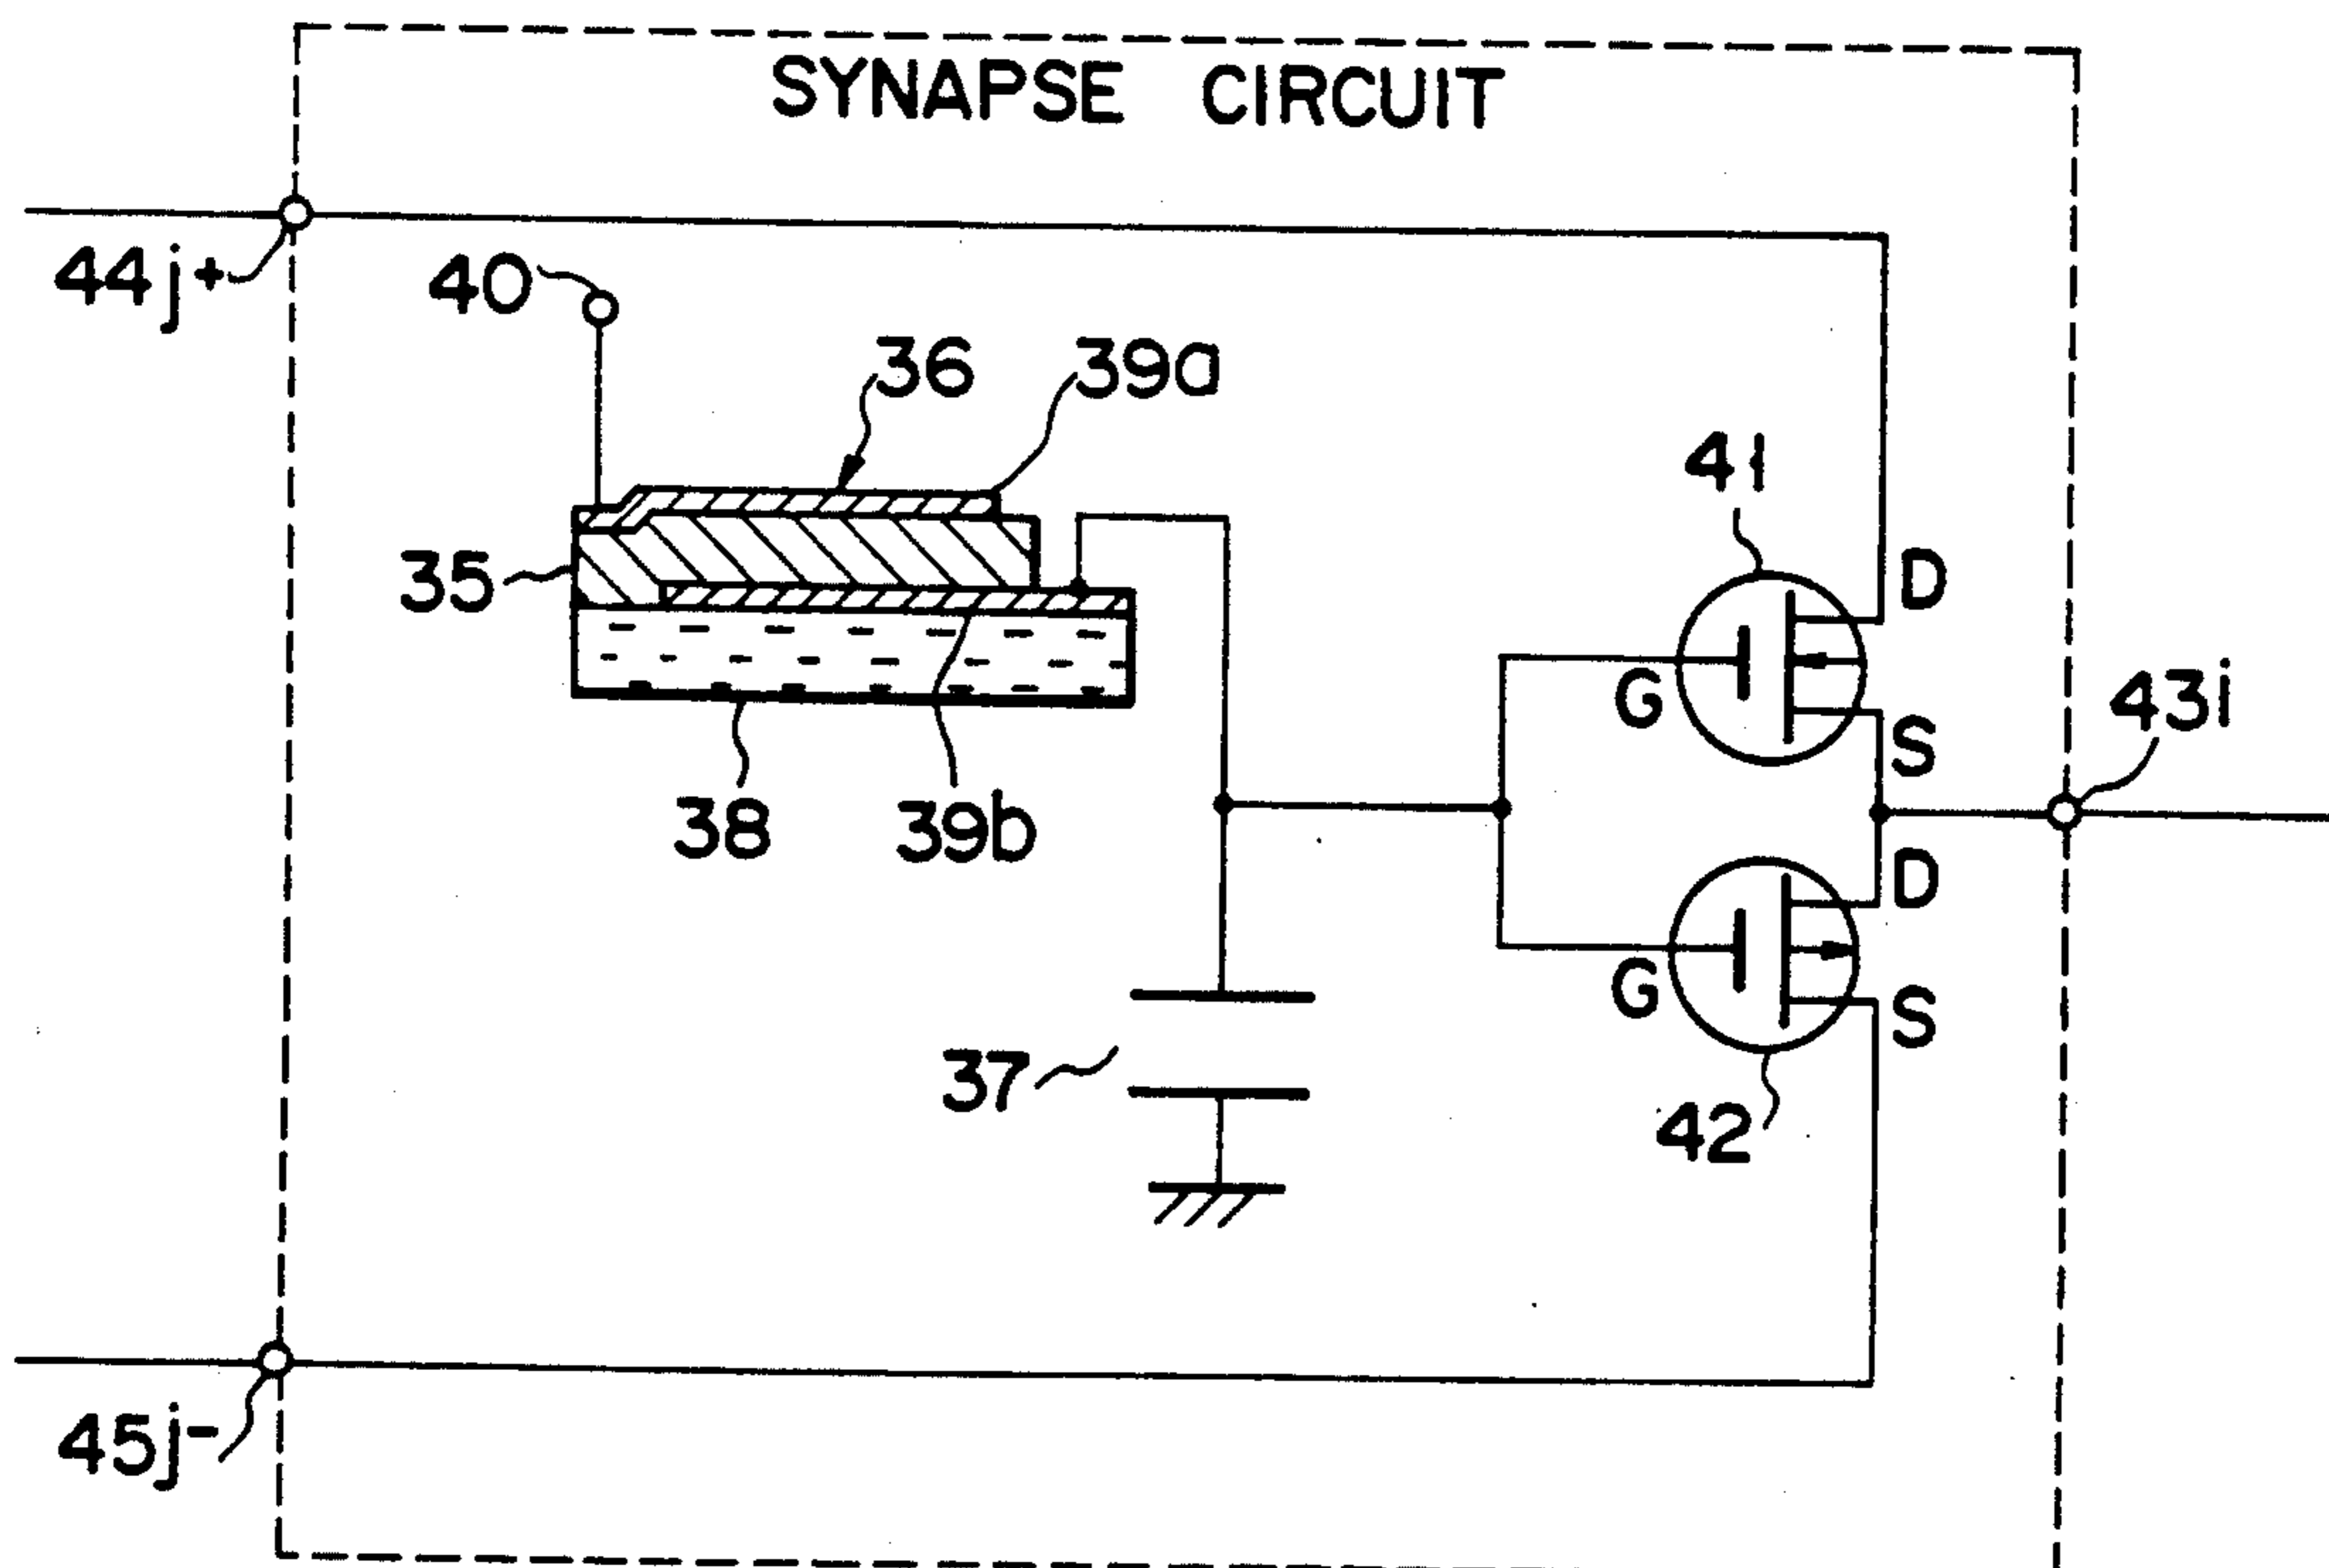 SYNAPSE CIRCUIT
44j+
40
36
39a
41
35
D
G
S
43i
38
39b
D
G
S
37
42
45j-